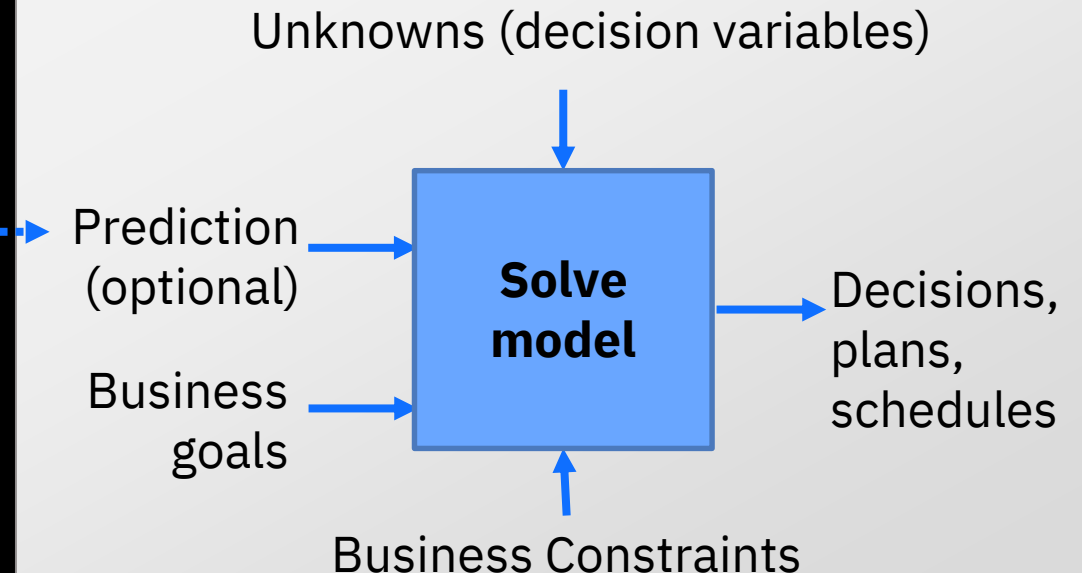 Unknowns (decision variables)
Prediction
(optional)
Business
goals
Solve
model
Decisions,
plans,
schedules
Business Constraints